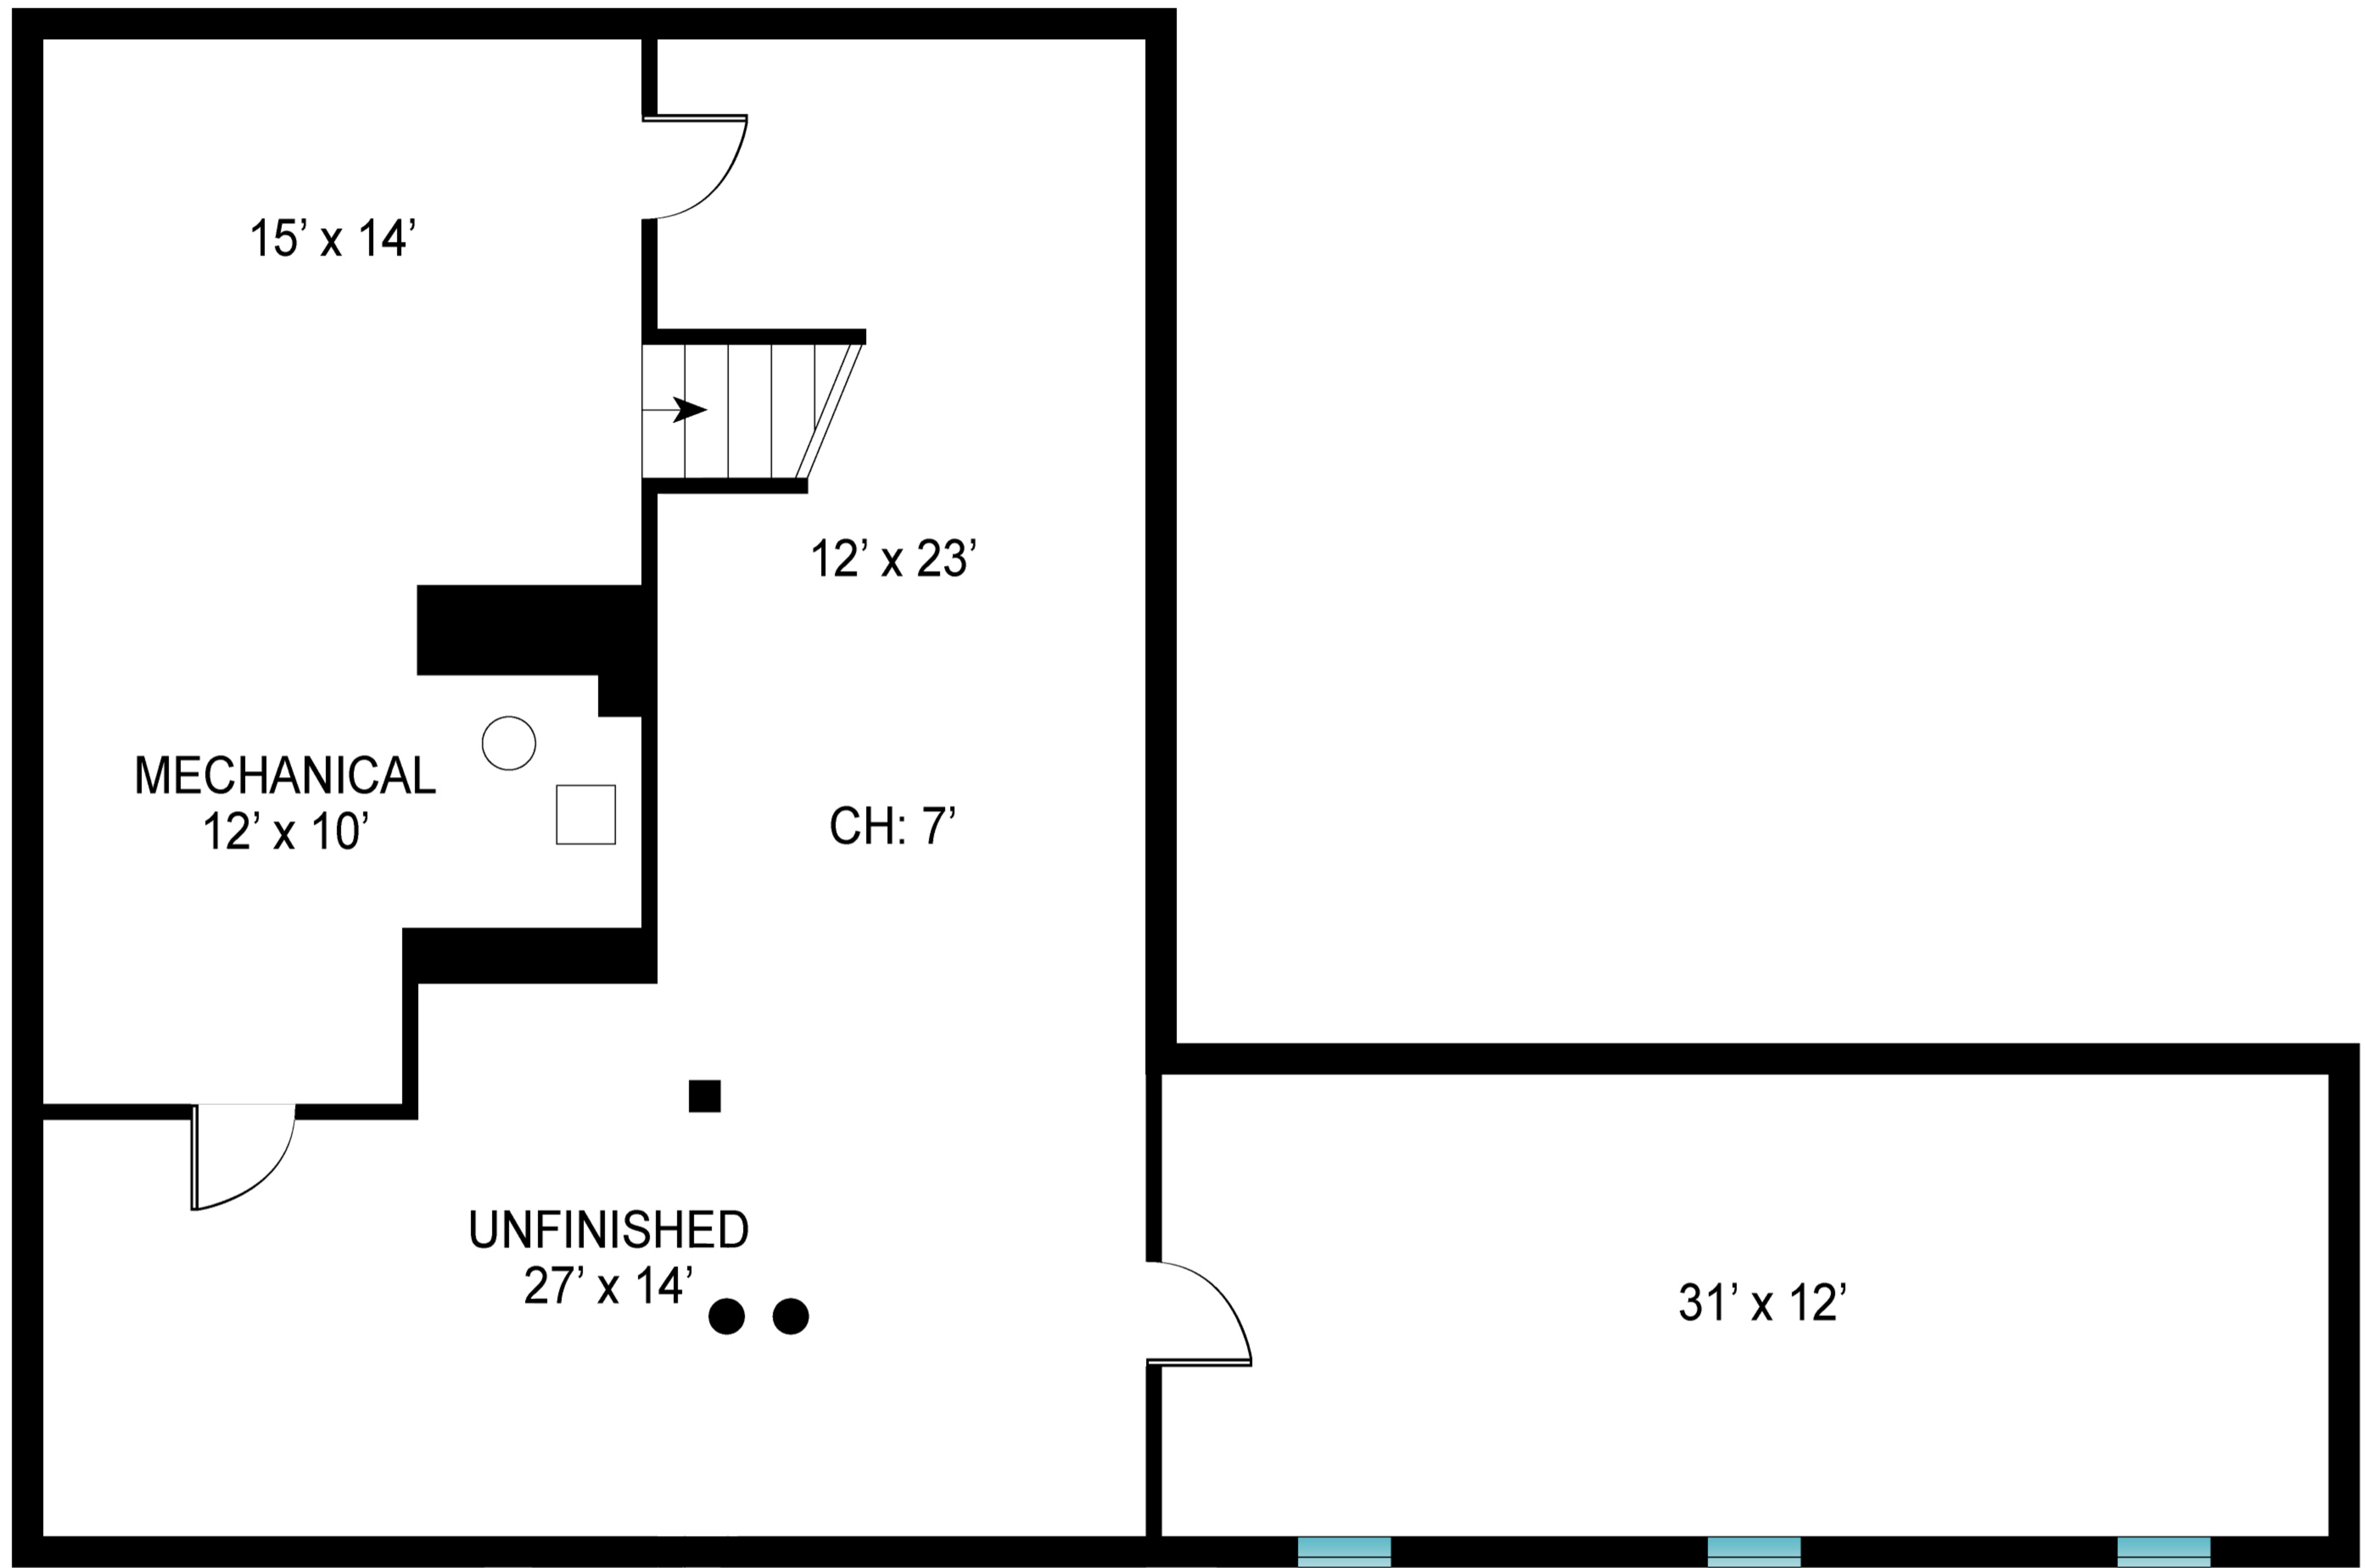 15’ x 14’
12’ x 23’
MECHANICAL
12’ x 10’
CH: 7’
UNFINISHED
27’ x 14’
31’ x 12’